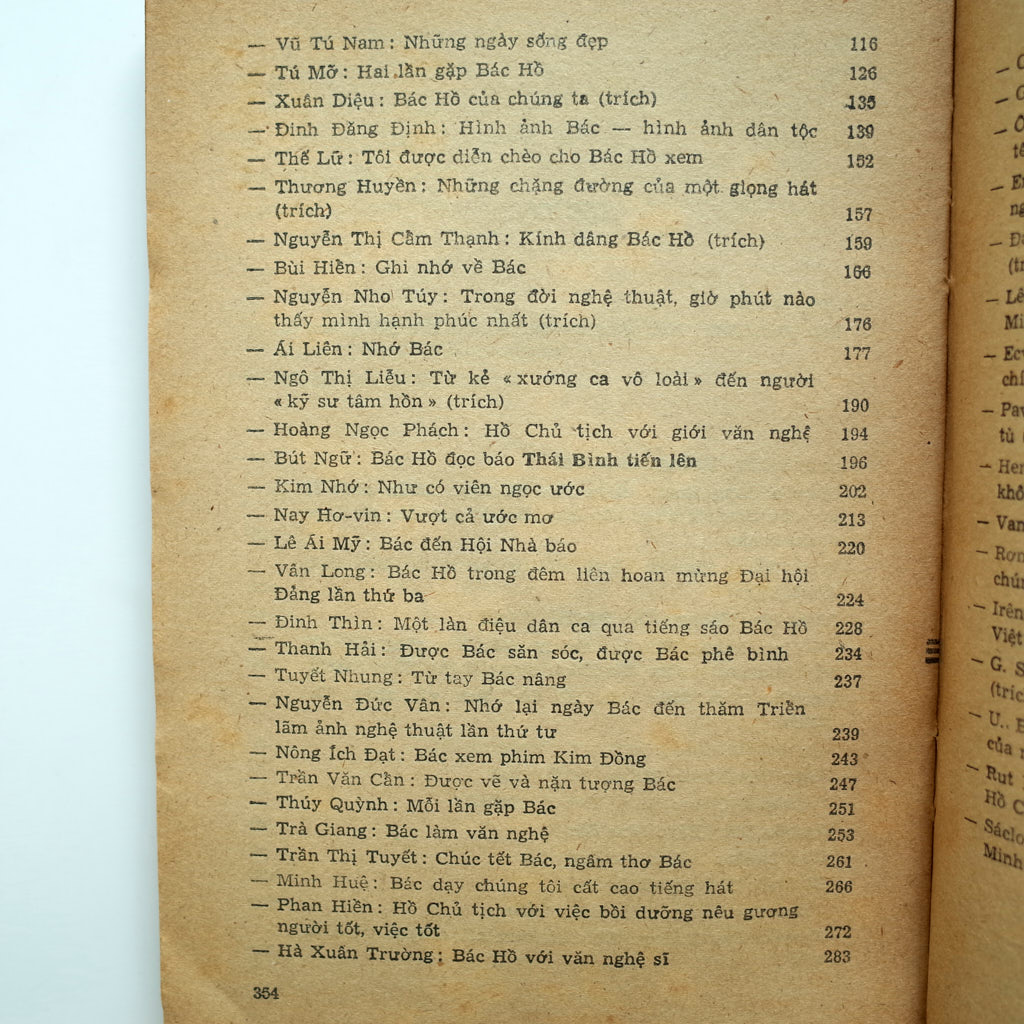 — Vũ Tú Nam : Những ngày sống đẹp 116
— Tú Mỡ : Hai lần gặp Bác Hồ 126
— Xuân Diệu : Bác Hồ của chúng ta (trích) 135
— Đinh Đăng Định : Hình ảnh Bác — hình ảnh dân tộc 139
— Thế Lữ : Tôi được diễn chèo cho Bác Hồ xem 152
— Thương Huyền : Những chặng đường của một giọng hát
(trích) 157
— Nguyễn Thị Cẩm Thạnh : Kính dâng Bác Hồ (trích) 159
— Bùi Hiển : Ghi nhớ về Bác 166
— Nguyễn Nho Túy : Trong đời nghệ thuật, giờ phút nào
thấy mình hạnh phúc nhất (trích) 176
— Ái Liên : Nhớ Bác 177
— Ngô Thị Liễu : Từ kẻ « xướng ca vô loài » đến người
« kỹ sư tâm hồn » (trích) 190
— Hoàng Ngọc Phách : Hồ Chủ tịch với giới văn nghệ 194
— Bút Ngữ : Bác Hồ đọc báo Thái Bình tiến lên 196
— Kim Nhớ : Như có viên ngọc ước 202
— Nay Hơ-vin : Vượt cả ước mơ 213
— Lê Ái Mỹ : Bác đến Hội Nhà báo 220
— Vân Long : Bác Hồ trong đêm liên hoan mừng Đại hội
Đảng lần thứ ba 224
— Đinh Thìn : Một làn điệu dân ca qua tiếng sáo Bác Hồ 228
— Thanh Hải : Được Bác săn sóc, được Bác phê bình 234
— Tuyết Nhung : Từ tay Bác nâng 237
— Nguyễn Đức Vân : Nhớ lại ngày Bác đến thăm Triển
lãm ảnh nghệ thuật lần thứ tư 239
— Nông Ích Đạt : Bác xem phim Kim Đồng 243
— Trần Văn Cẩn : Được vẽ và nặn tượng Bác 247
— Thúy Quỳnh : Mỗi lần gặp Bác 251
— Trà Giang : Bác làm văn nghệ 253
— Trần Thị Tuyết : Chúc tết Bác, ngâm thơ Bác 261
— Minh Huệ : Bác dạy chúng tôi cất cao tiếng hát 266
— Phan Hiền : Hồ Chủ tịch với việc bồi dưỡng nêu gương
người tốt, việc tốt 272
— Hà Xuân Trường : Bác Hồ với văn nghệ sĩ 283
354
— Lê
— Van
khô
chú
— Irên
Việt
— G.
(tríc
— U.
của
— Rut
Hồ
Minh